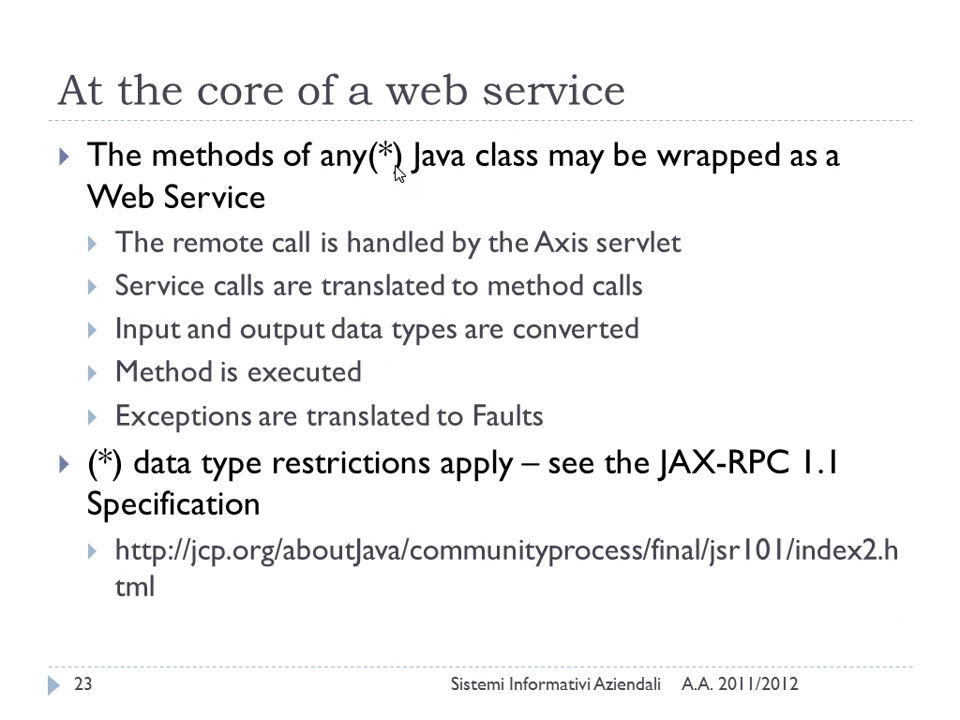 At the core of a web service
The methods of any(*) Java class may be wrapped as a
Web Service
The remote call is handled by the Axis servlet
Service calls are translated to method calls
Input and output data types are converted
Method is executed
Exceptions are translated to Faults
(*) data type restrictions apply – see the JAX-RPC 1.1
Specification
http://jcp.org/aboutJava/communityprocess/final/jsr101/index2.h
tml
23 Sistemi Informativi Aziendali A.A. 2011/2012